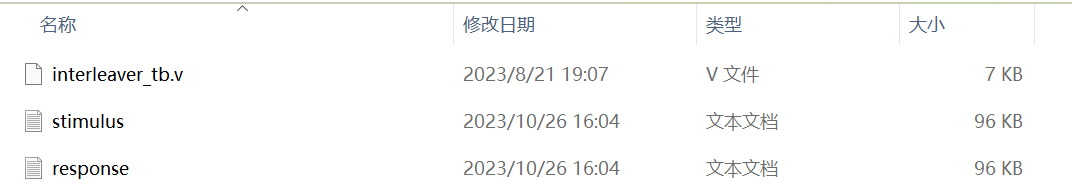 名称 修改日期 类型 大小
interleaver_tb.v 2023/8/21 19:07 V 文件 7 KB
stimulus 2023/10/26 16:04 文本文档 96 KB
response 2023/10/26 16:04 文本文档 96 KB